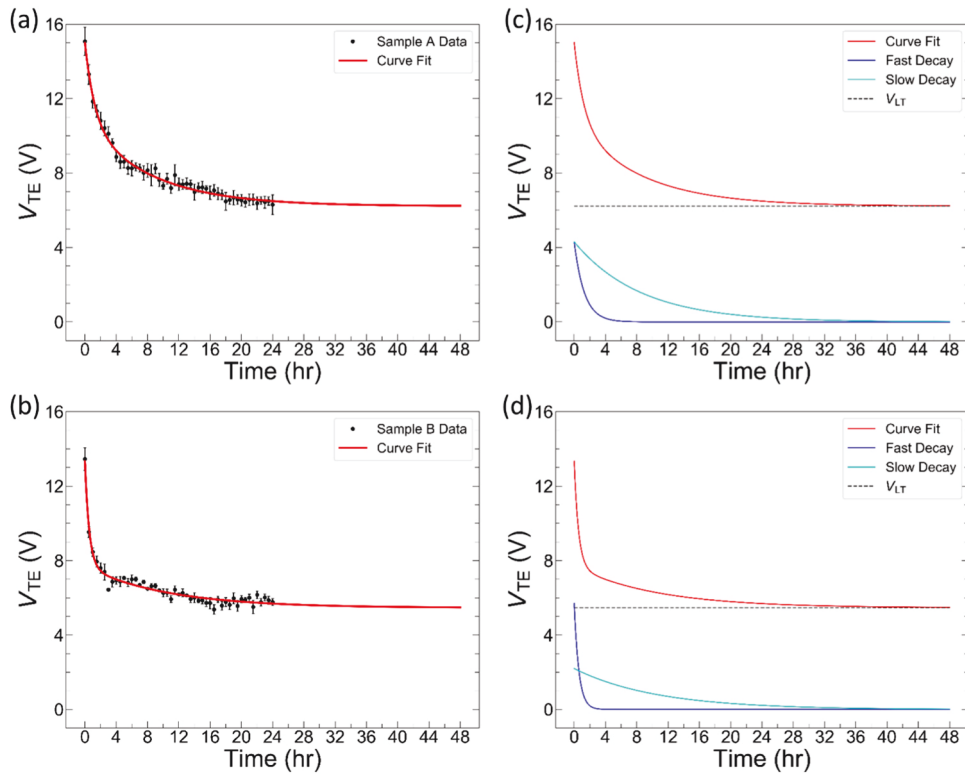 (a)
16
12
8
4
0
V_TE (V)
Sample A Data
Curve Fit
0 4 8 12 16 20 24 28 32 36 40 44 48
Time (hr)
(c)
16
12
8
4
0
V_TE (V)
Curve Fit
Fast Decay
Slow Decay
V_LT
0 4 8 12 16 20 24 28 32 36 40 44 48
Time (hr)
(b)
16
12
8
4
0
V_TE (V)
Sample B Data
Curve Fit
0 4 8 12 16 20 24 28 32 36 40 44 48
Time (hr)
(d)
16
12
8
4
0
V_TE (V)
Curve Fit
Fast Decay
Slow Decay
V_LT
0 4 8 12 16 20 24 28 32 36 40 44 48
Time (hr)